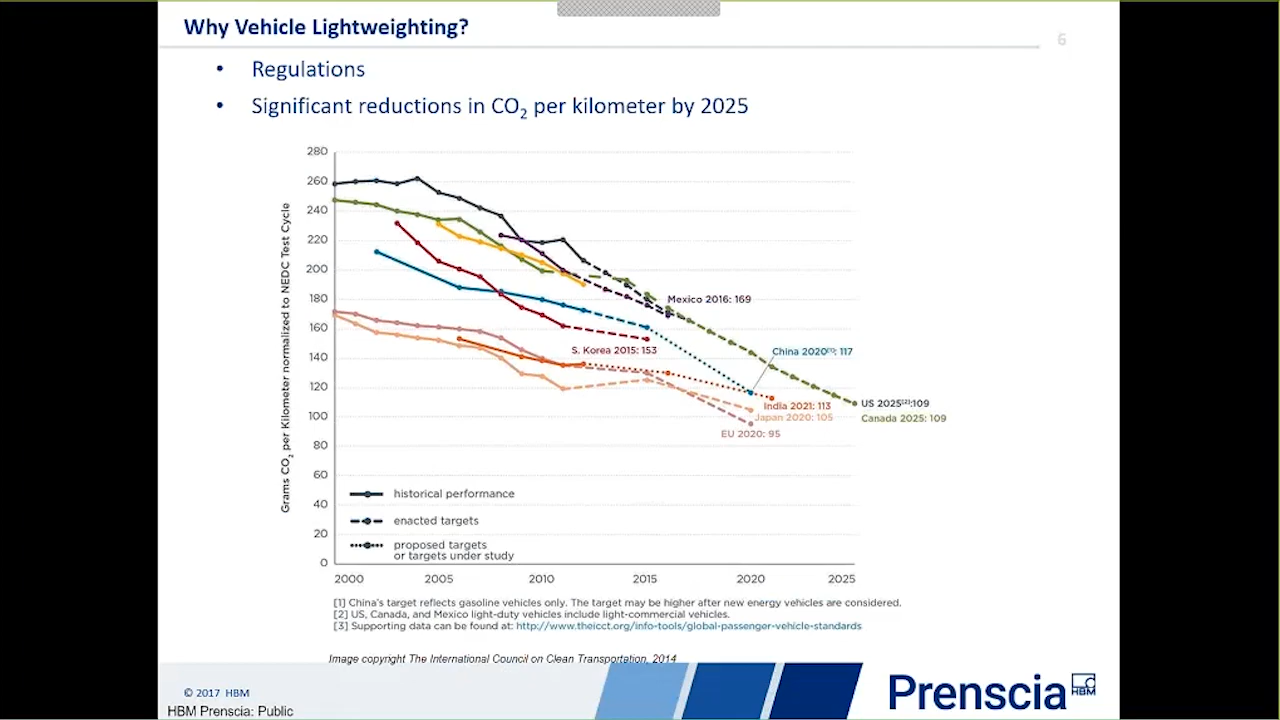 Why Vehicle Lightweighting?
6
• Regulations
• Significant reductions in CO₂ per kilometer by 2025
Grams CO₂ per Kilometer normalized to NEDC Test Cycle
280
260
240
220
200
180
160
140
120
100
80
60
40
20
0
Mexico 2016: 169
S. Korea 2015: 153
China 2020[1]: 117
India 2021: 113
Japan 2020: 105
EU 2020: 95
US 2025[2]:109
Canada 2025: 109
historical performance
enacted targets
proposed targets
or targets under study
2000 2005 2010 2015 2020 2025
[1] China's target reflects gasoline vehicles only. The target may be higher after new energy vehicles are considered.
[2] US, Canada, and Mexico light-duty vehicles include light-commercial vehicles.
[3] Supporting data can be found at: http://www.theicct.org/info-tools/global-passenger-vehicle-standards
Image copyright The International Council on Clean Transportation, 2014
© 2017 HBM
HBM Prenscia: Public
Prenscia
HBM